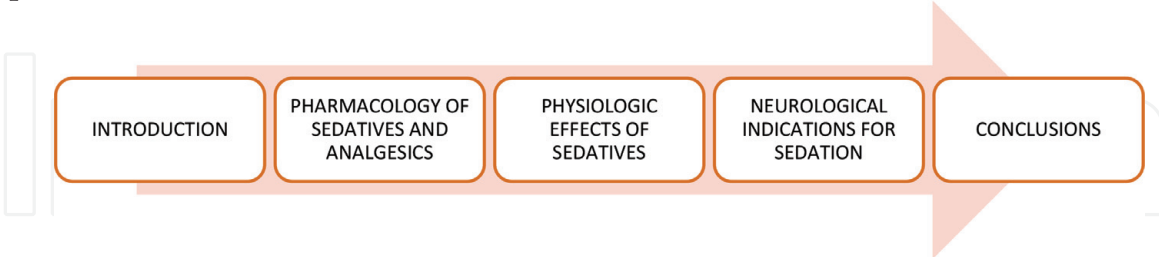 INTRODUCTION
PHARMACOLOGY OF
SEDATIVES AND
ANALGESICS
PHYSIOLOGIC
EFFECTS OF
SEDATIVES
NEUROLOGICAL
INDICATIONS FOR
SEDATION
CONCLUSIONS